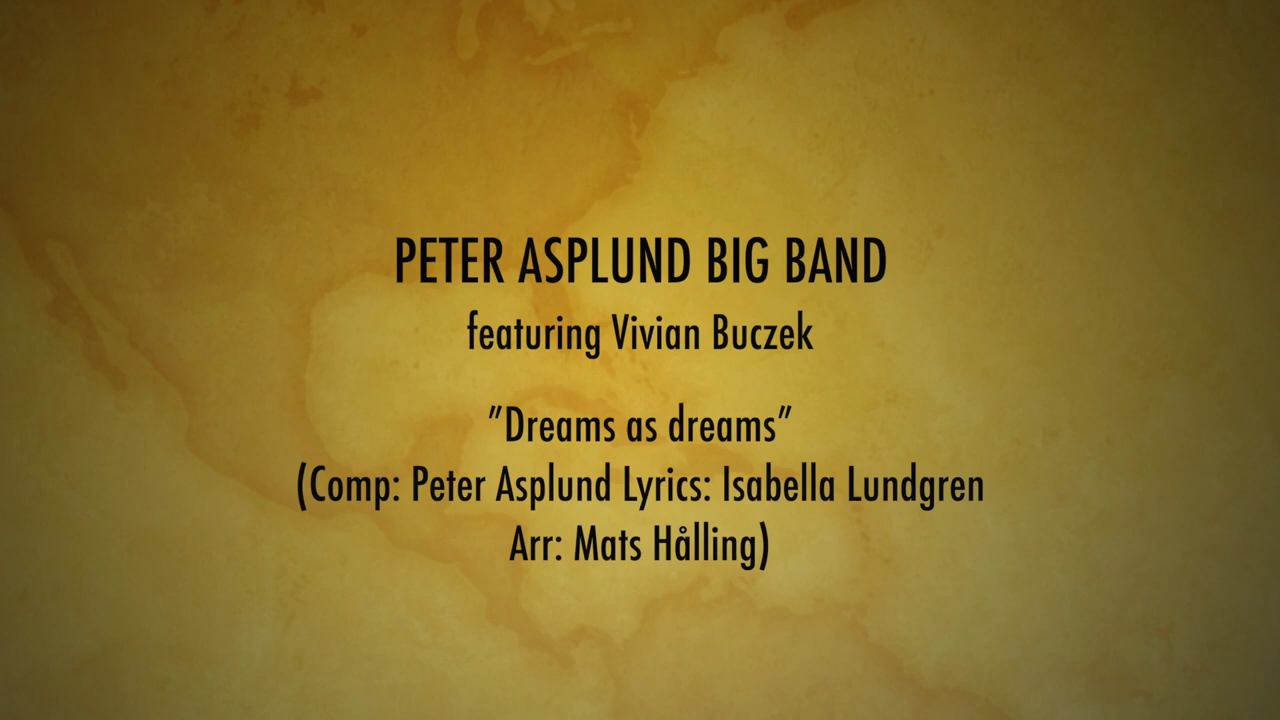 PETER ASPLUND BIG BAND
featuring Vivian Buczek
”Dreams as dreams”
(Comp: Peter Asplund Lyrics: Isabella Lundgren
Arr: Mats Hålling)